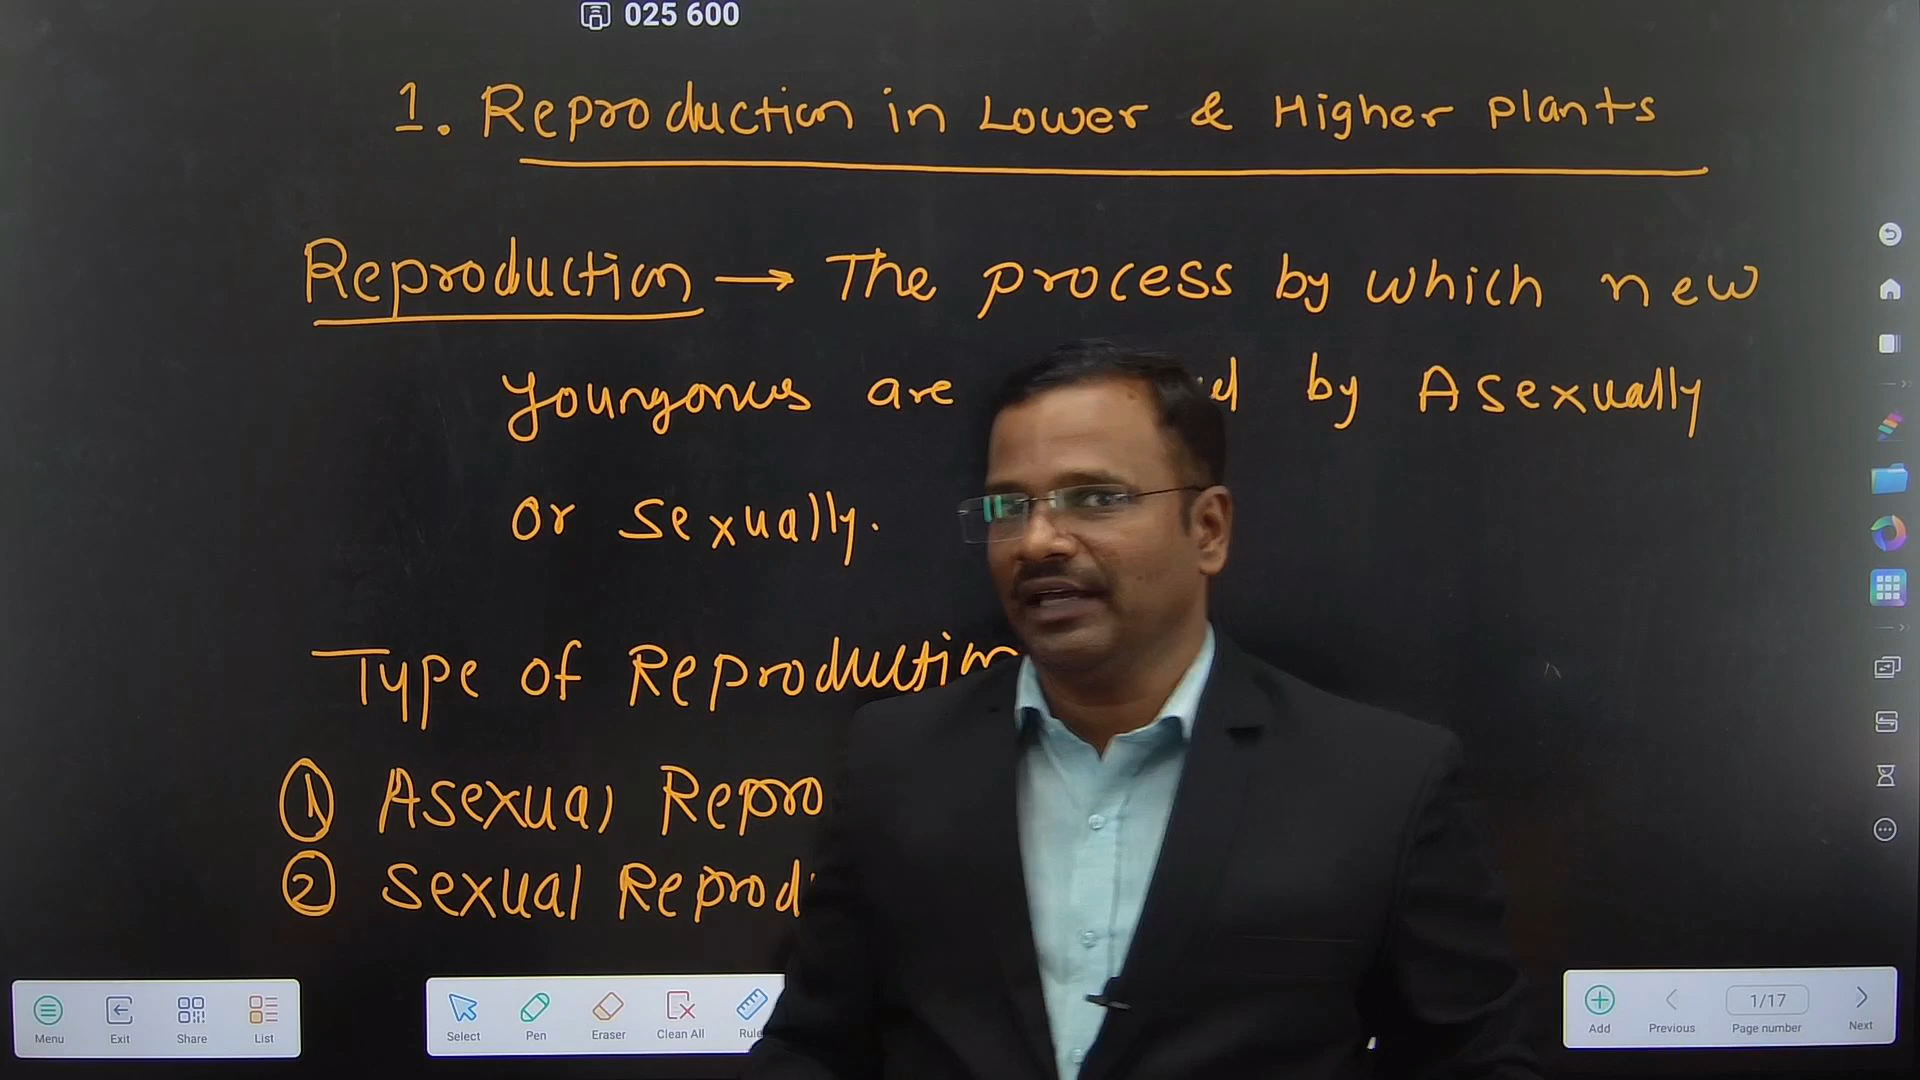 025 600
1. Reproduction in Lower & Higher plants
Reproduction → The process by which new
youngonus are by Asexually
or sexually.
Type of Reproduction
① Asexual Repro
② Sexual Reprod
Menu Exit Share List
Select Pen Eraser Clean All Rule
Add Previous 1/17 Page number Next